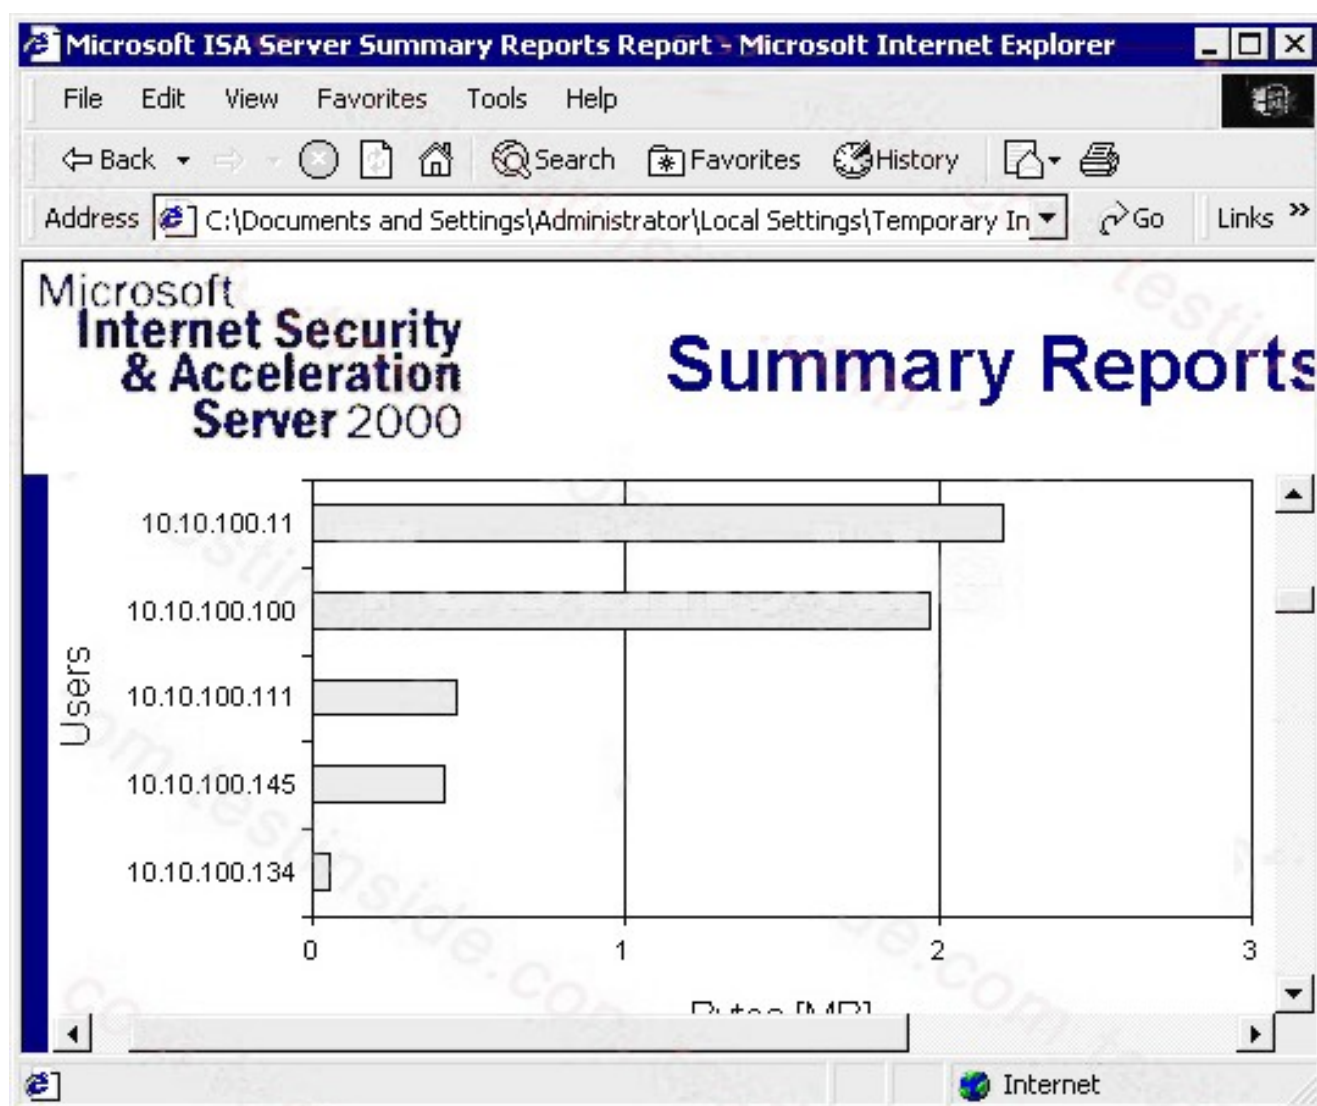 Microsoft ISA Server Summary Reports Report - Microsoft Internet Explorer
File Edit View Favorites Tools Help
Back Search Favorites History
Address C:\Documents and Settings\Administrator\Local Settings\Temporary In Go Links »
Microsoft
Internet Security
& Acceleration
Server 2000
Summary Reports
10.10.100.11
10.10.100.100
Users
10.10.100.111
10.10.100.145
10.10.100.134
0 1 2 3
Bytes [MB]
Internet